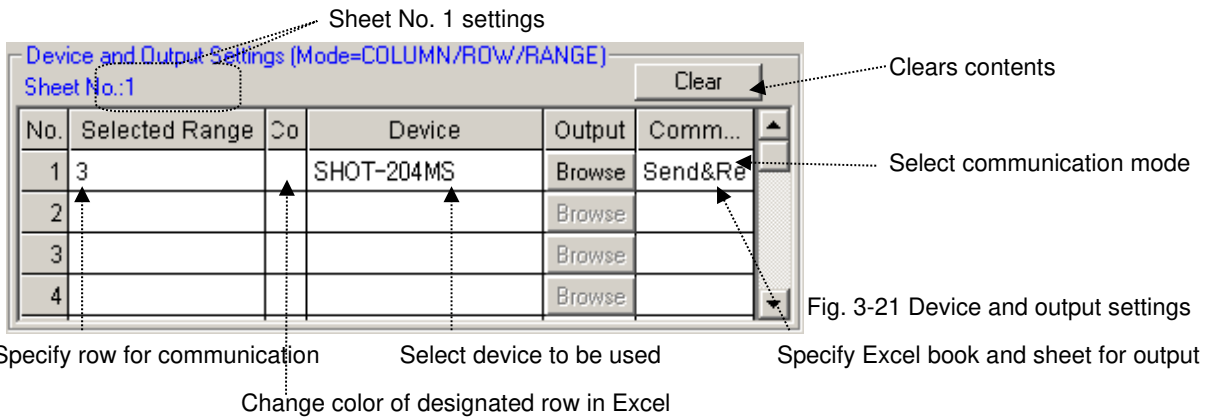 Sheet No. 1 settings
Device and Output Settings (Mode=COLUMN/ROW//RANGE)
Sheet No.:1
Clear
Clears contents
No. Selected Range Co Device Output Comm...
1 3 SHOT-204MS Browse Send&Re
Select communication mode
2 Browse
3 Browse
4 Browse
Fig. 3-21 Device and output settings
Specify row for communication Select device to be used Specify Excel book and sheet for output
Change color of designated row in Excel